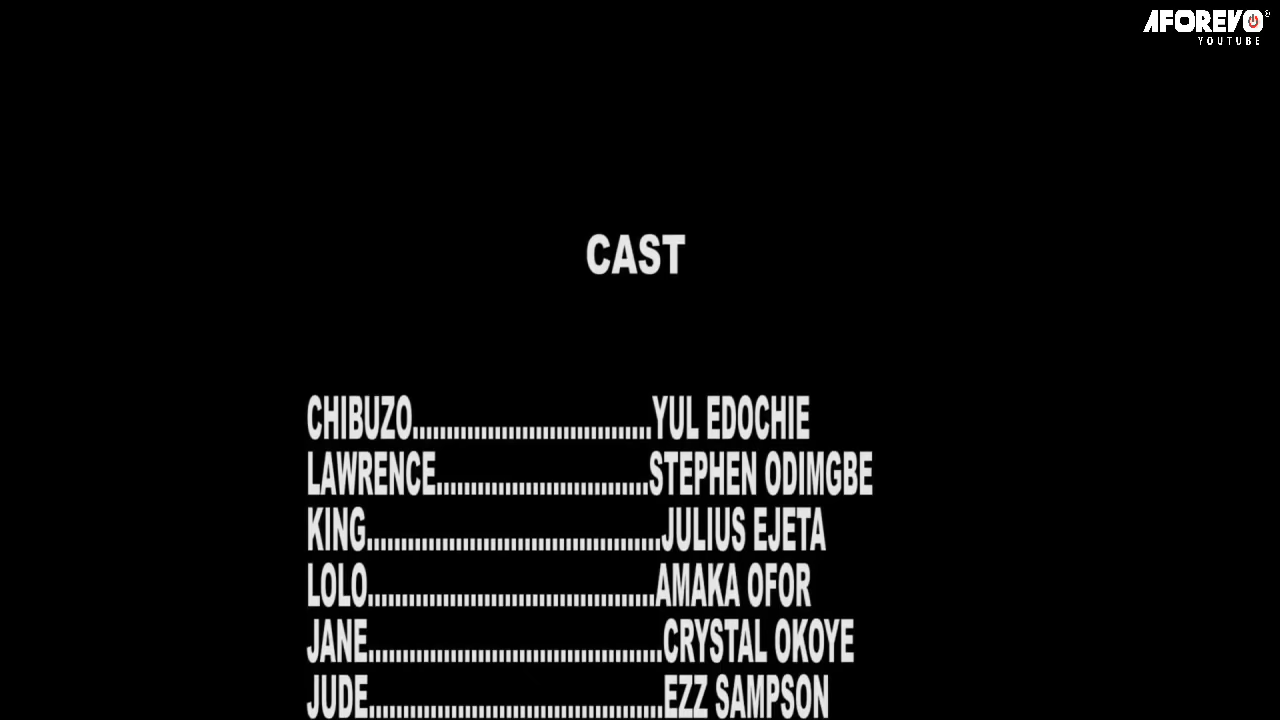 AFOREVO
YOUTUBE
CAST
CHIBUZO...................................YUL EDOCHIE
LAWRENCE...............................STEPHEN ODIMGBE
KING...........................................JULIUS EJETA
LOLO..........................................AMAKA OFOR
JANE...........................................CRYSTAL OKOYE
JUDE...........................................EZZ SAMPSON